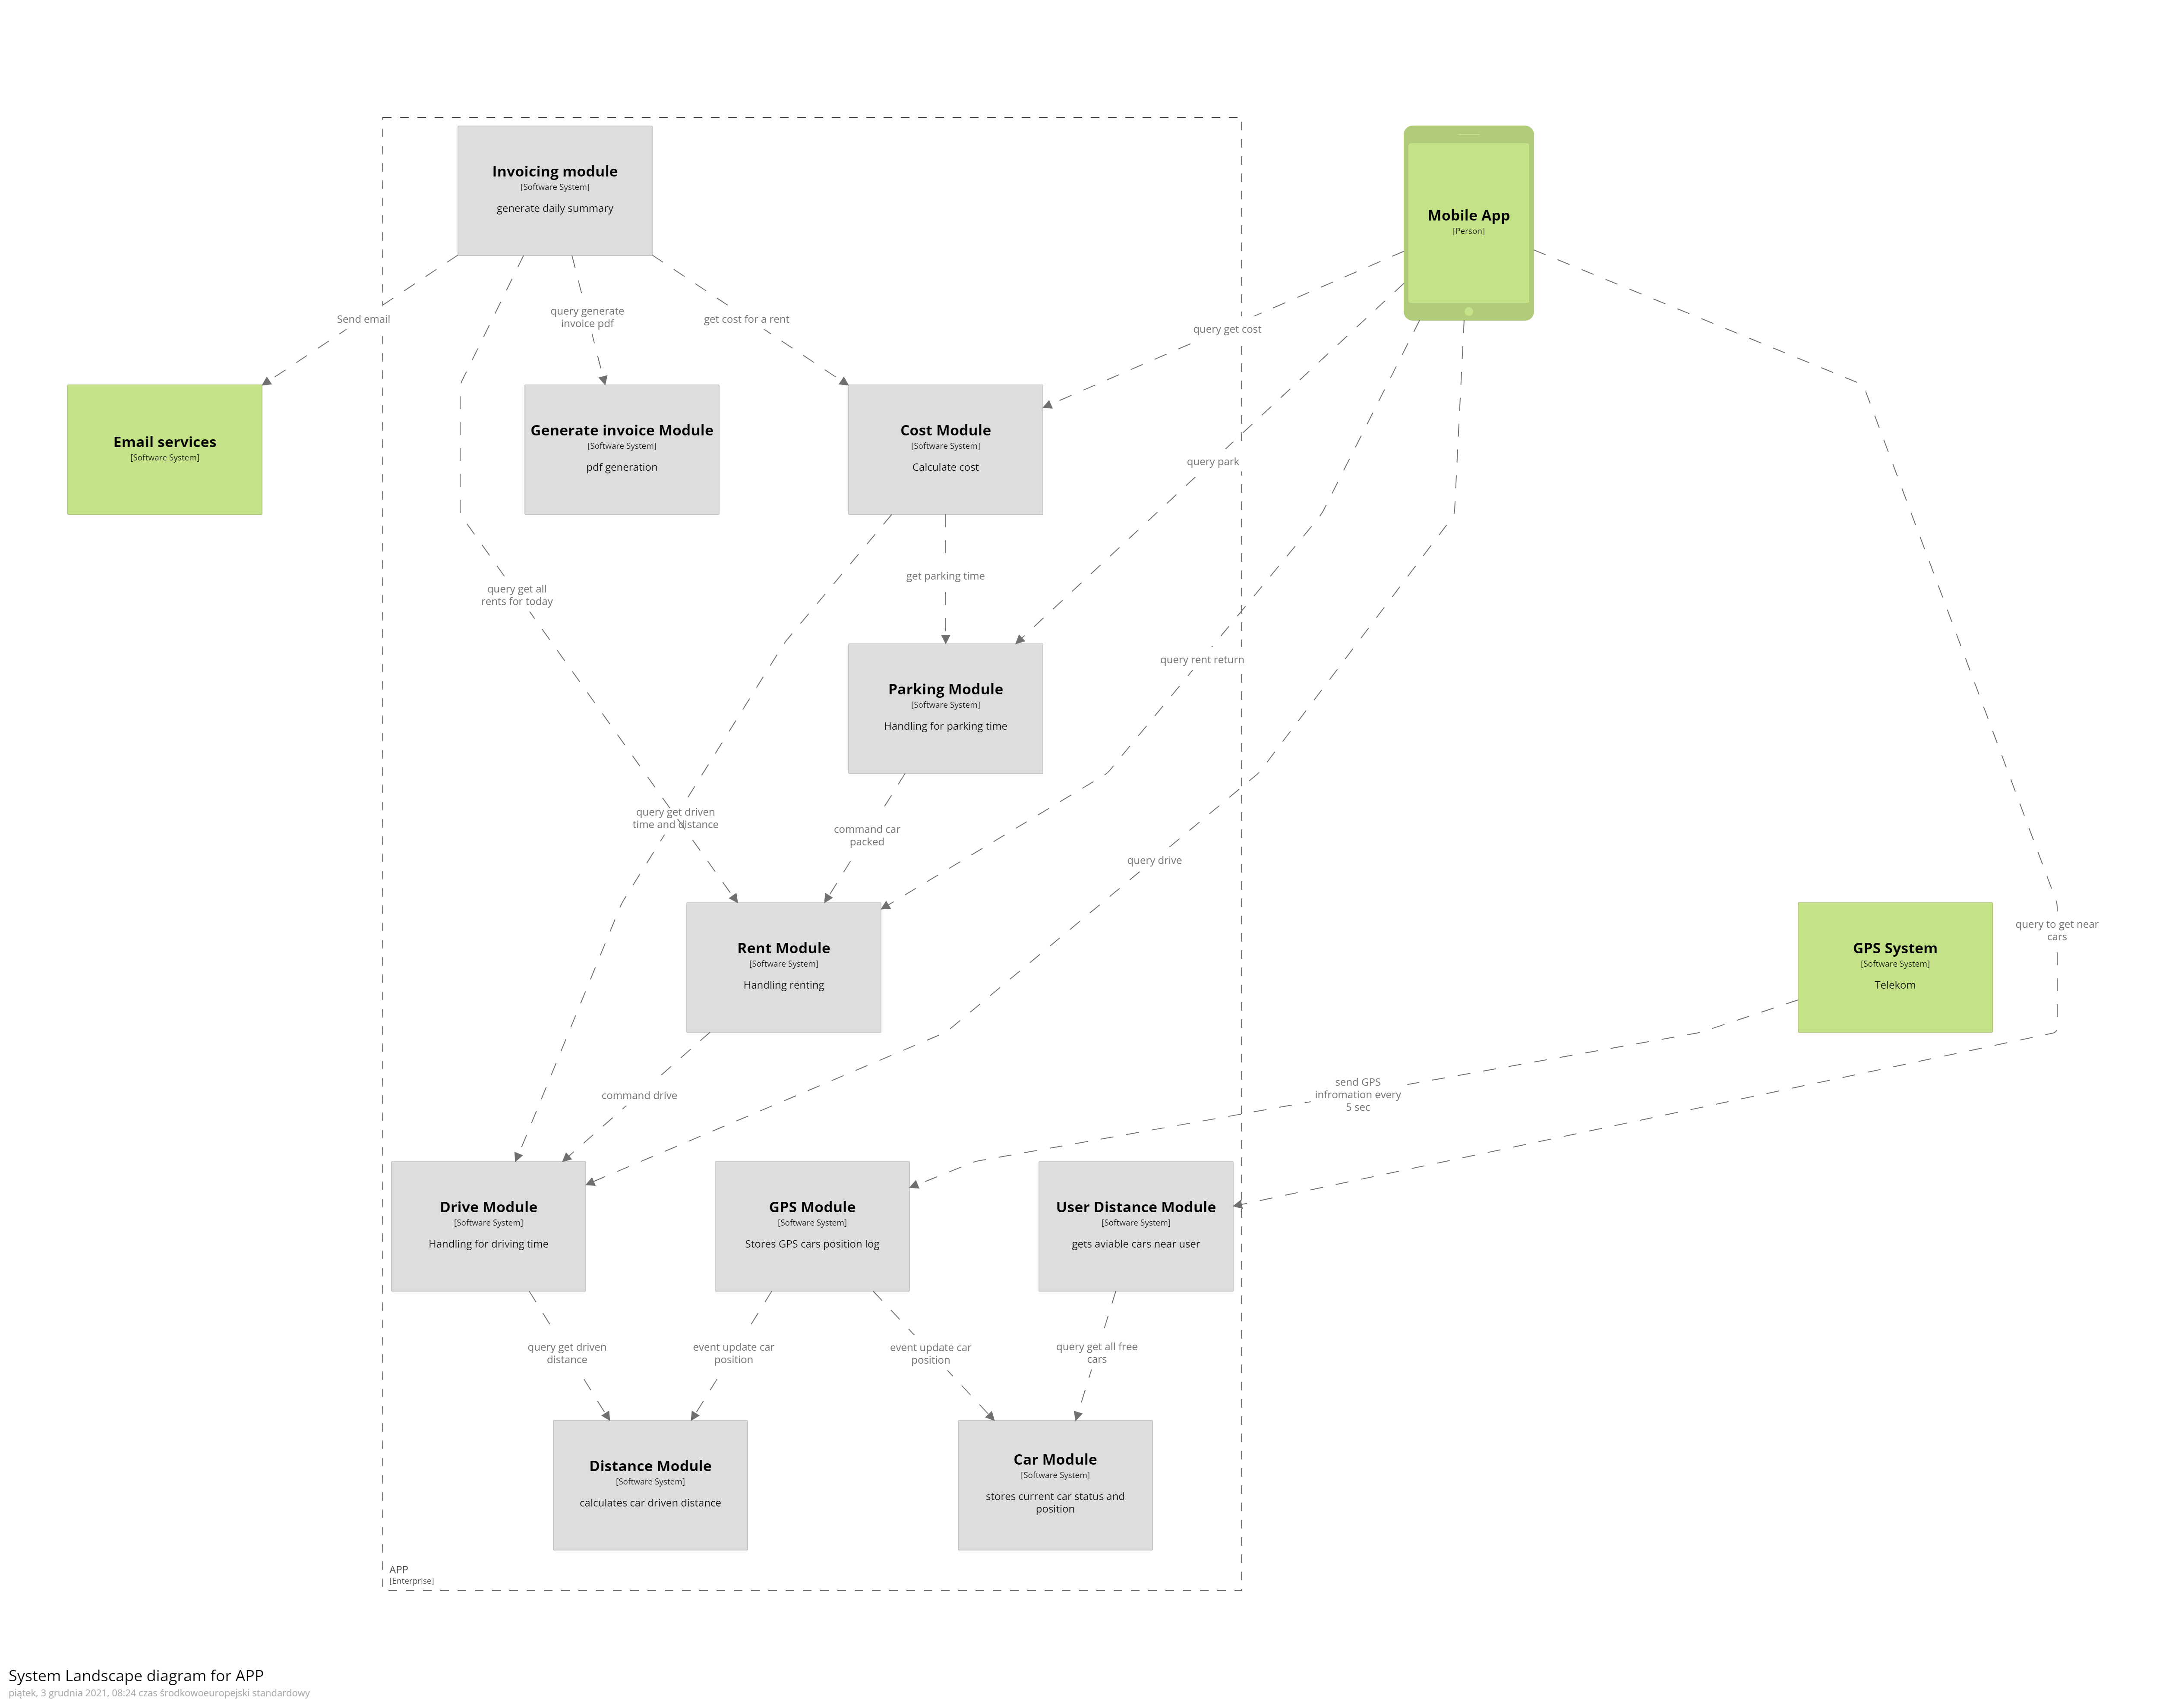 Invoicing module
[Software System]
generate daily summary
Mobile App
[Person]
Send email
query generate
invoice pdf
get cost for a rent
query get cost
Email services
[Software System]
Generate invoice Module
[Software System]
pdf generation
Cost Module
[Software System]
Calculate cost
query park
query get all
rents for today
get parking time
query rent return
Parking Module
[Software System]
Handling for parking time
query get driven
time and distance
command car
packed
query drive
Rent Module
[Software System]
Handling renting
GPS System
[Software System]
Telekom
query to get near
cars
command drive
send GPS
infromation every
5 sec
Drive Module
[Software System]
Handling for driving time
GPS Module
[Software System]
Stores GPS cars position log
User Distance Module
[Software System]
gets aviable cars near user
query get driven
distance
event update car
position
event update car
position
query get all free
cars
Distance Module
[Software System]
calculates car driven distance
Car Module
[Software System]
stores current car status and
position
APP
[Enterprise]
System Landscape diagram for APP
piątek, 3 grudnia 2021, 08:24 czas środkowoeuropejski standardowy